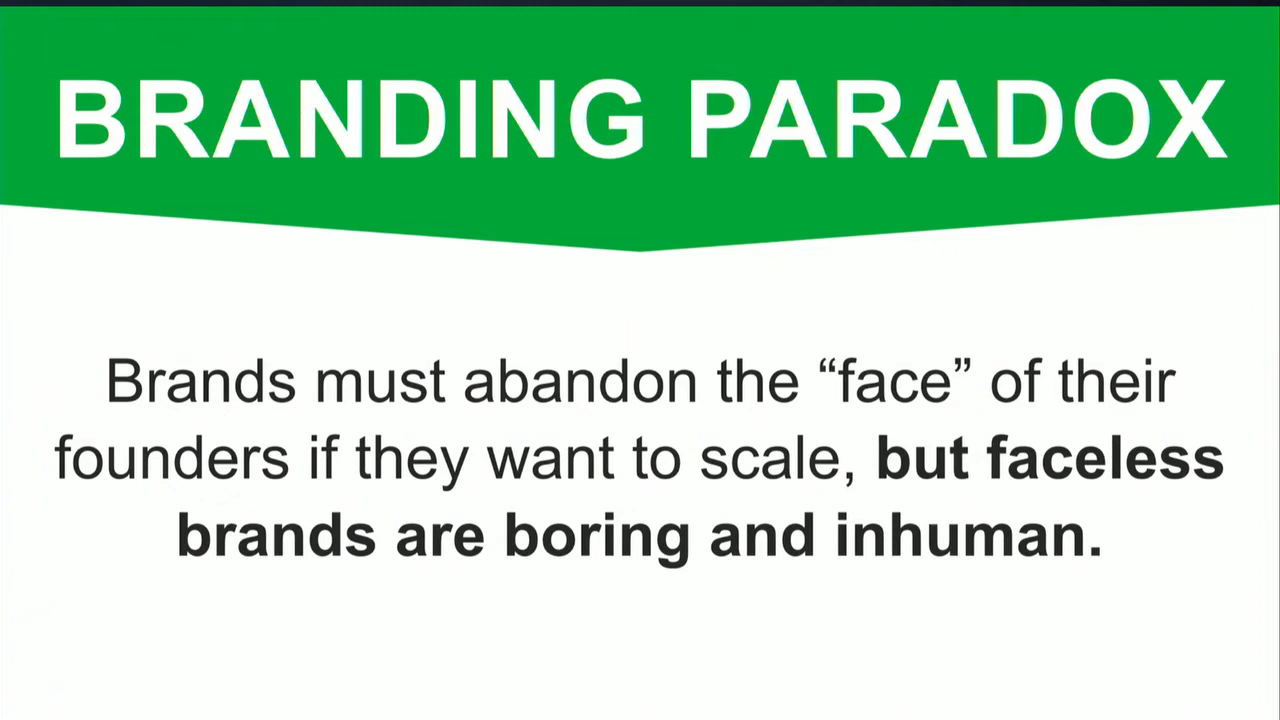 BRANDING PARADOX
Brands must abandon the “face” of their
founders if they want to scale, but faceless
brands are boring and inhuman.